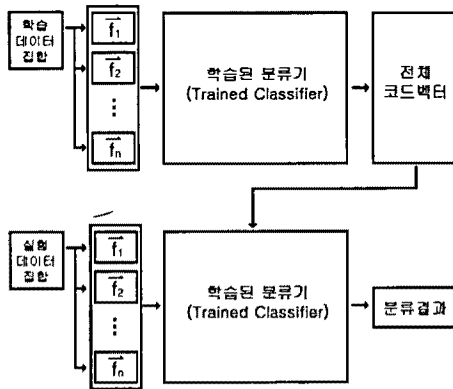 학습
데이터
집합
f₁
f₂
⋮
fₙ
학습된 분류기
(Trained Classifier)
전체
코드벡터
실험
데이터
집합
f₁
f₂
⋮
fₙ
학습된 분류기
(Trained Classifier)
분류결과